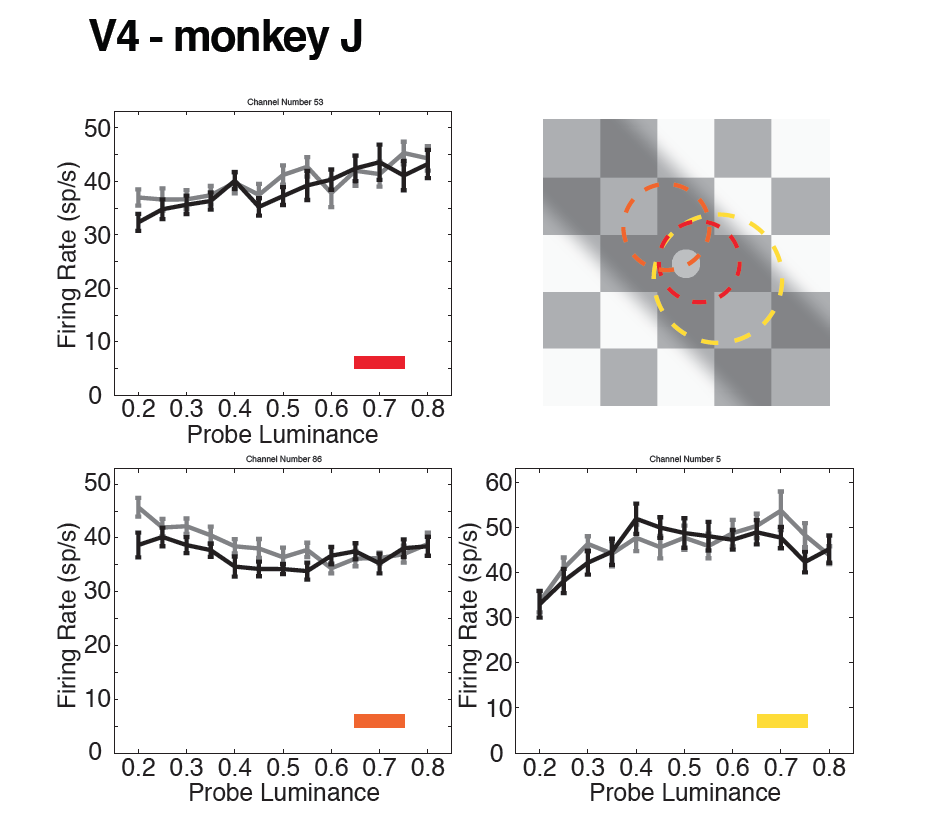 V4 - monkey J
Channel Number 53
50
40
30
20
10
0
Firing Rate (sp/s)
0.2 0.3 0.4 0.5 0.6 0.7 0.8
Probe Luminance
Channel Number 86
50
40
30
20
10
0
Firing Rate (sp/s)
0.2 0.3 0.4 0.5 0.6 0.7 0.8
Probe Luminance
Channel Number 5
60
50
40
30
20
10
0
Firing Rate (sp/s)
0.2 0.3 0.4 0.5 0.6 0.7 0.8
Probe Luminance